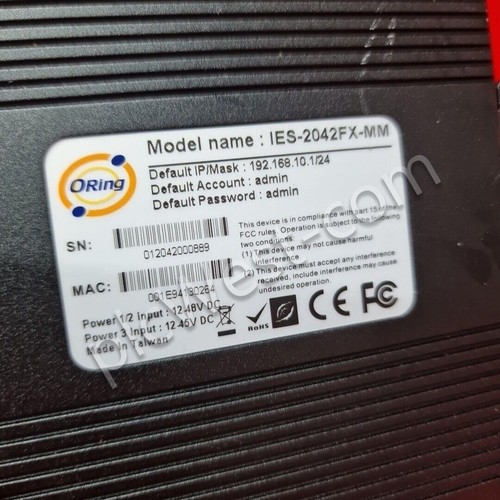 Model name : IES-2042FX-MM
ORing
Default IP/Mask : 192.168.10.1/24
Default Account : admin
Default Password : admin
SN:
012042000889
This device is compliant with part 15 of the
FCC rules. Operation is subject to the following
two conditions:
(1) This device may not cause harmful
interference.
(2) This device must accept any interference
received, including interference
that may cause undesired operation.
MAC:
001E94190264
Power 1/2 Input : 12-48V DC
Power 3 Input : 12-45V DC
Made in Taiwan
RoHS
CE FC